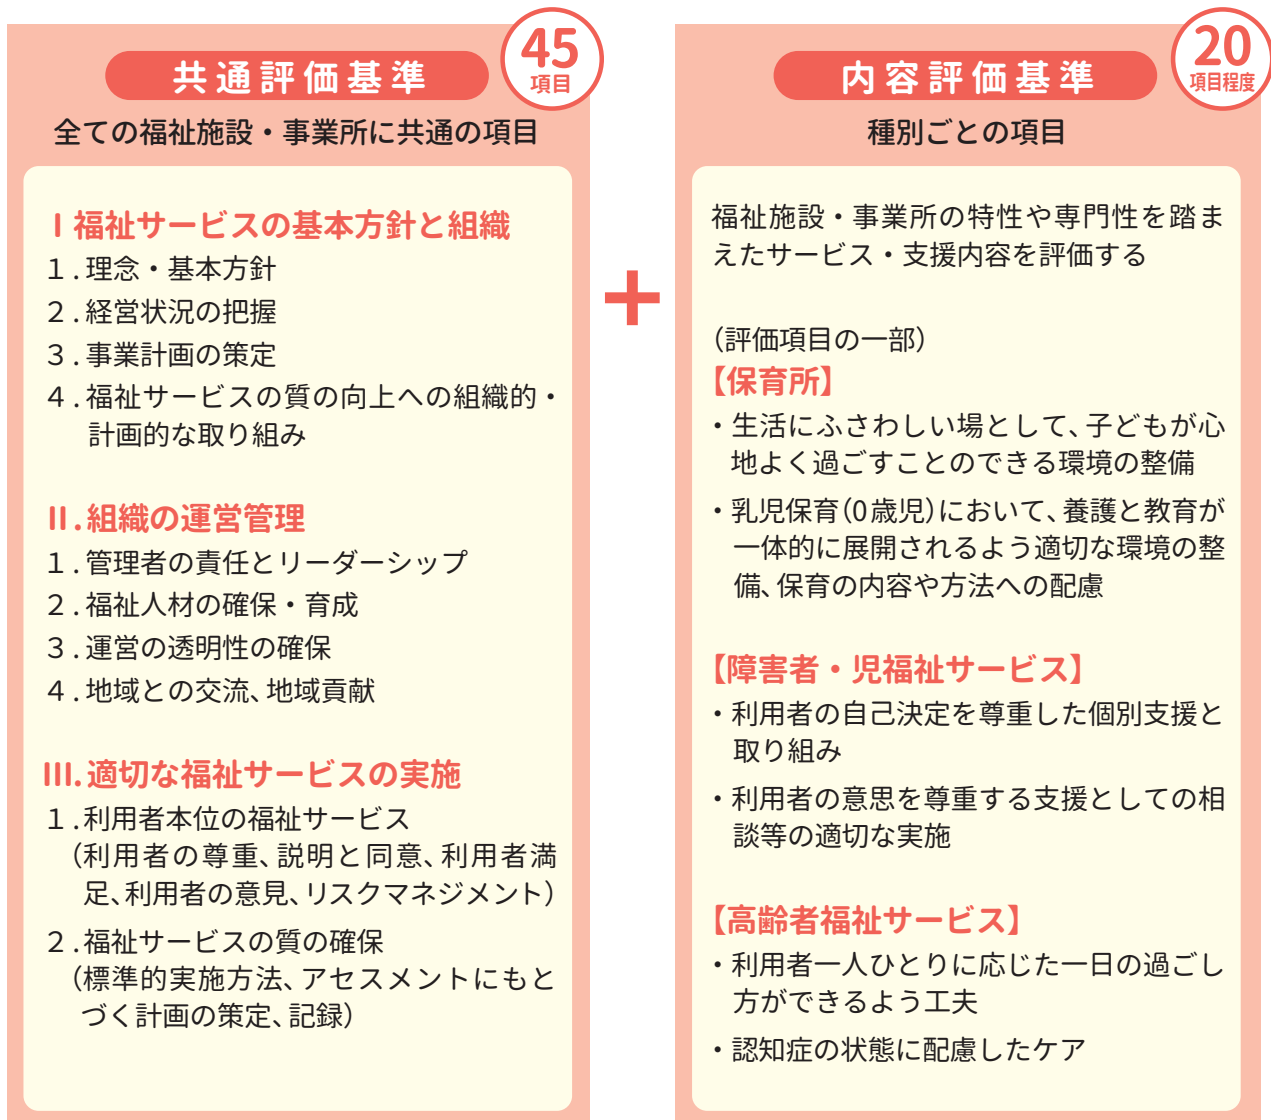 共通評価基準
45
項目
全ての福祉施設・事業所に共通の項目
Ⅰ福祉サービスの基本方針と組織
１.理念・基本方針
２.経営状況の把握
３.事業計画の策定
４.福祉サービスの質の向上への組織的・
計画的な取り組み
Ⅱ.組織の運営管理
１.管理者の責任とリーダーシップ
２.福祉人材の確保・育成
３.運営の透明性の確保
４.地域との交流、地域貢献
Ⅲ.適切な福祉サービスの実施
１.利用者本位の福祉サービス
（利用者の尊重、説明と同意、利用者満
足、利用者の意見、リスクマネジメント）
２.福祉サービスの質の確保
（標準的実施方法、アセスメントにもと
づく計画の策定、記録）
+
内容評価基準
20
項目程度
種別ごとの項目
福祉施設・事業所の特性や専門性を踏ま
えたサービス・支援内容を評価する
（評価項目の一部）
【保育所】
・生活にふさわしい場として、子どもが心
地よく過ごすことのできる環境の整備
・乳児保育（0歳児）において、養護と教育が
一体的に展開されるよう適切な環境の整
備、保育の内容や方法への配慮
【障害者・児福祉サービス】
・利用者の自己決定を尊重した個別支援と
取り組み
・利用者の意思を尊重する支援としての相
談等の適切な実施
【高齢者福祉サービス】
・利用者一人ひとりに応じた一日の過ごし
方ができるよう工夫
・認知症の状態に配慮したケア